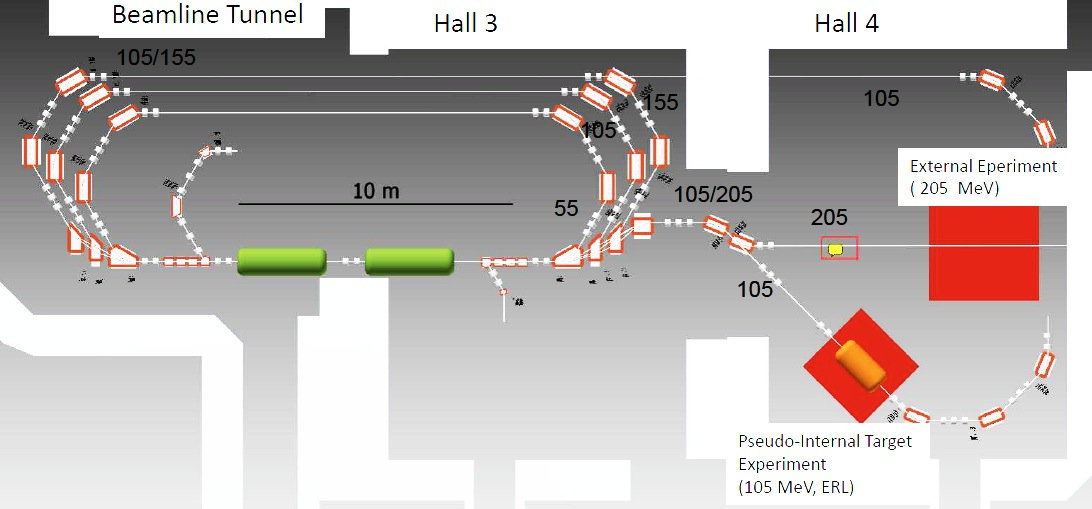 Beamline Tunnel
Hall 3
Hall 4
105/155
155
105
105
10 m
55
105/205
205
105
External Eperiment
( 205 MeV)
Pseudo-Internal Target
Experiment
(105 MeV, ERL)